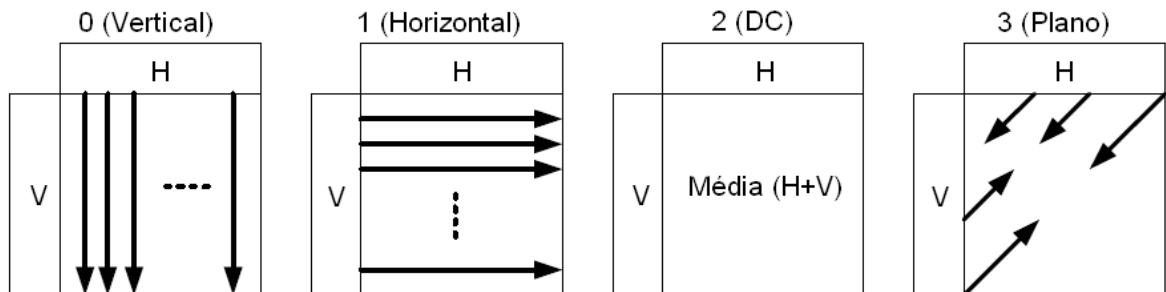 0 (Vertical)
H
V
1 (Horizontal)
H
V
2 (DC)
H
V
Média (H+V)
3 (Plano)
H
V